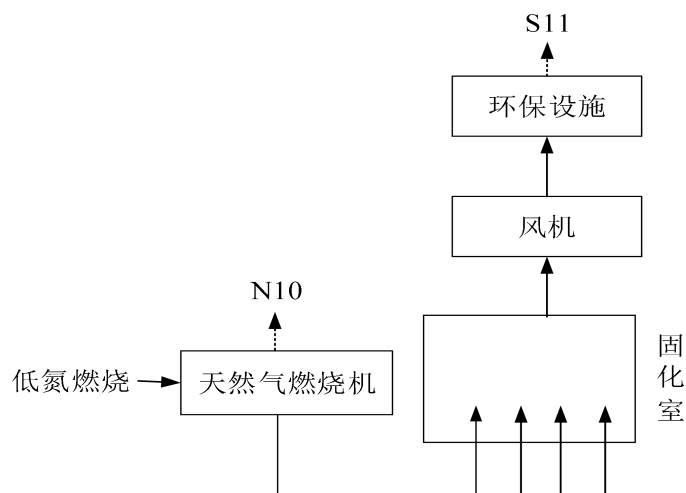 S11
环保设施
风机
N10
固化室
低氮燃烧
天然气燃烧机